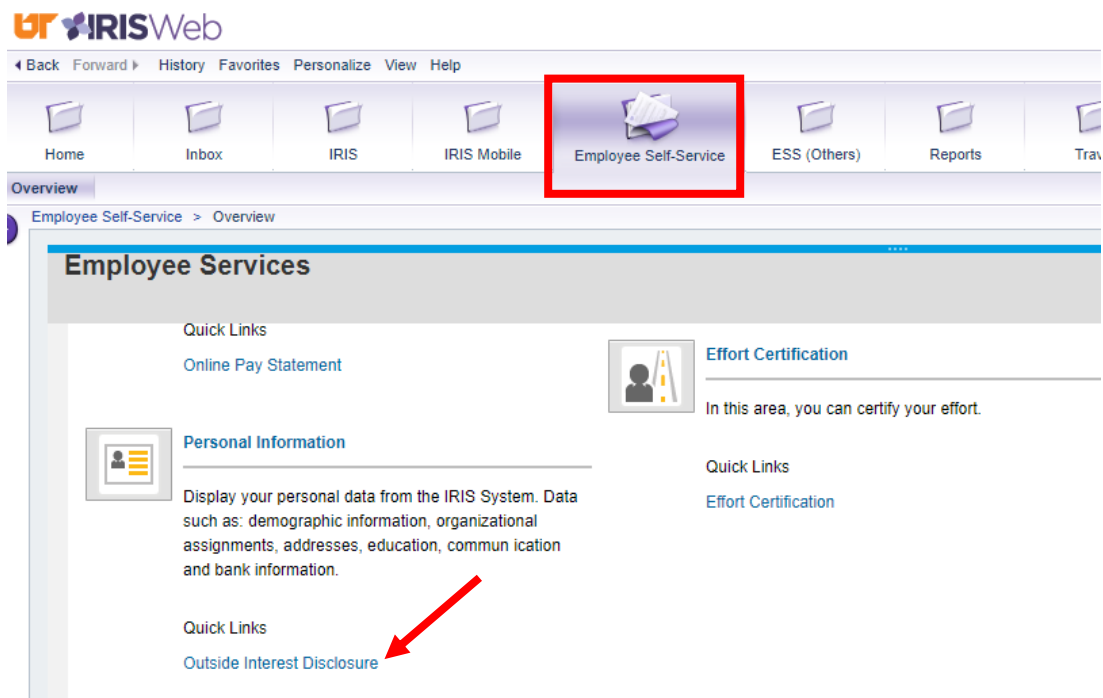 UT IRISWeb
Back Forward History Favorites Personalize View Help
Home Inbox IRIS IRIS Mobile Employee Self-Service ESS (Others) Reports Trav
Overview
Employee Self-Service > Overview
Employee Services
Quick Links
Online Pay Statement
Effort Certification
In this area, you can certify your effort.
Quick Links
Effort Certification
Personal Information
Display your personal data from the IRIS System. Data
such as: demographic information, organizational
assignments, addresses, education, commun ication
and bank information.
Quick Links
Outside Interest Disclosure